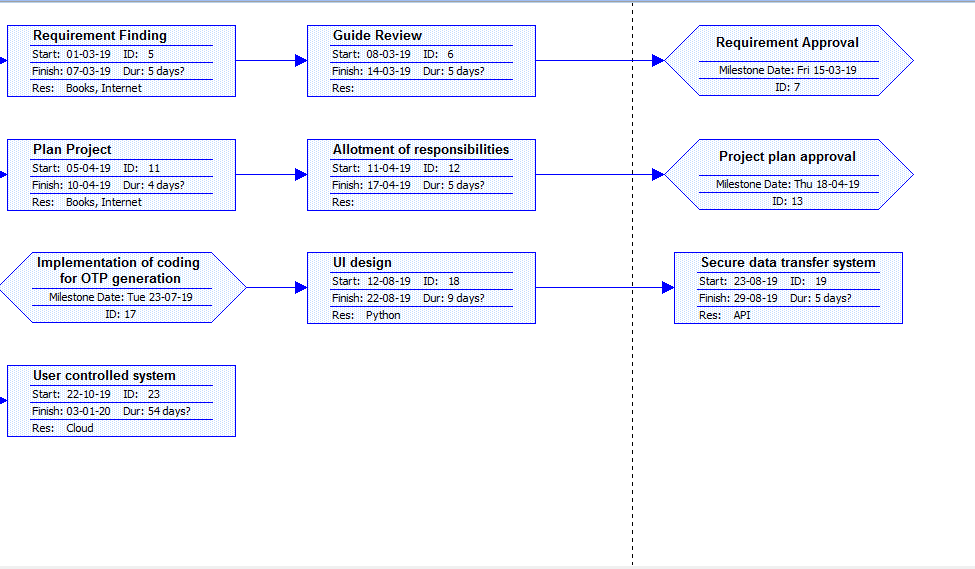 Requirement Finding
Start: 01-03-19 ID: 5
Finish: 07-03-19 Dur: 5 days?
Res: Books, Internet
Guide Review
Start: 08-03-19 ID: 6
Finish: 14-03-19 Dur: 5 days?
Res:
Requirement Approval
Milestone Date: Fri 15-03-19
ID: 7
Plan Project
Start: 05-04-19 ID: 11
Finish: 10-04-19 Dur: 4 days?
Res: Books, Internet
Allotment of responsibilities
Start: 11-04-19 ID: 12
Finish: 17-04-19 Dur: 5 days?
Res:
Project plan approval
Milestone Date: Thu 18-04-19
ID: 13
Implementation of coding
for OTP generation
Milestone Date: Tue 23-07-19
ID: 17
UI design
Start: 12-08-19 ID: 18
Finish: 22-08-19 Dur: 9 days?
Res: Python
Secure data transfer system
Start: 23-08-19 ID: 19
Finish: 29-08-19 Dur: 5 days?
Res: API
User controlled system
Start: 22-10-19 ID: 23
Finish: 03-01-20 Dur: 54 days?
Res: Cloud